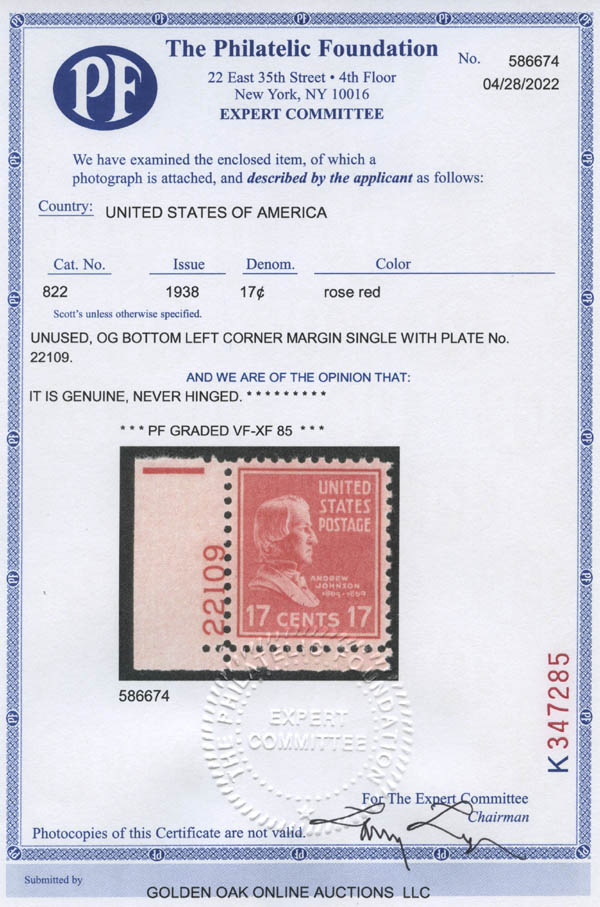 PF
The Philatelic Foundation
22 East 35th Street • 4th Floor
New York, NY 10016
EXPERT COMMITTEE
No. 586674
04/28/2022
We have examined the enclosed item, of which a
photograph is attached, and described by the applicant as follows:
Country: UNITED STATES OF AMERICA
Cat. No. Issue Denom. Color
822 1938 17¢ rose red
Scott's unless otherwise specified.
UNUSED, OG BOTTOM LEFT CORNER MARGIN SINGLE WITH PLATE No.
22109.
AND WE ARE OF THE OPINION THAT:
IT IS GENUINE, NEVER HINGED. * * * * * * * * *
* * * PF GRADED VF-XF 85 * * *
UNITED
STATES
POSTAGE
ANDREW
JOHNSON
1865-1869
17 CENTS 17
22109
586674
THE PHILATELIC FOUNDATION
EXPERT
COMMITTEE
K 347285
For The Expert Committee
Chairman
Photocopies of this Certificate are not valid.
Submitted by
GOLDEN OAK ONLINE AUCTIONS LLC